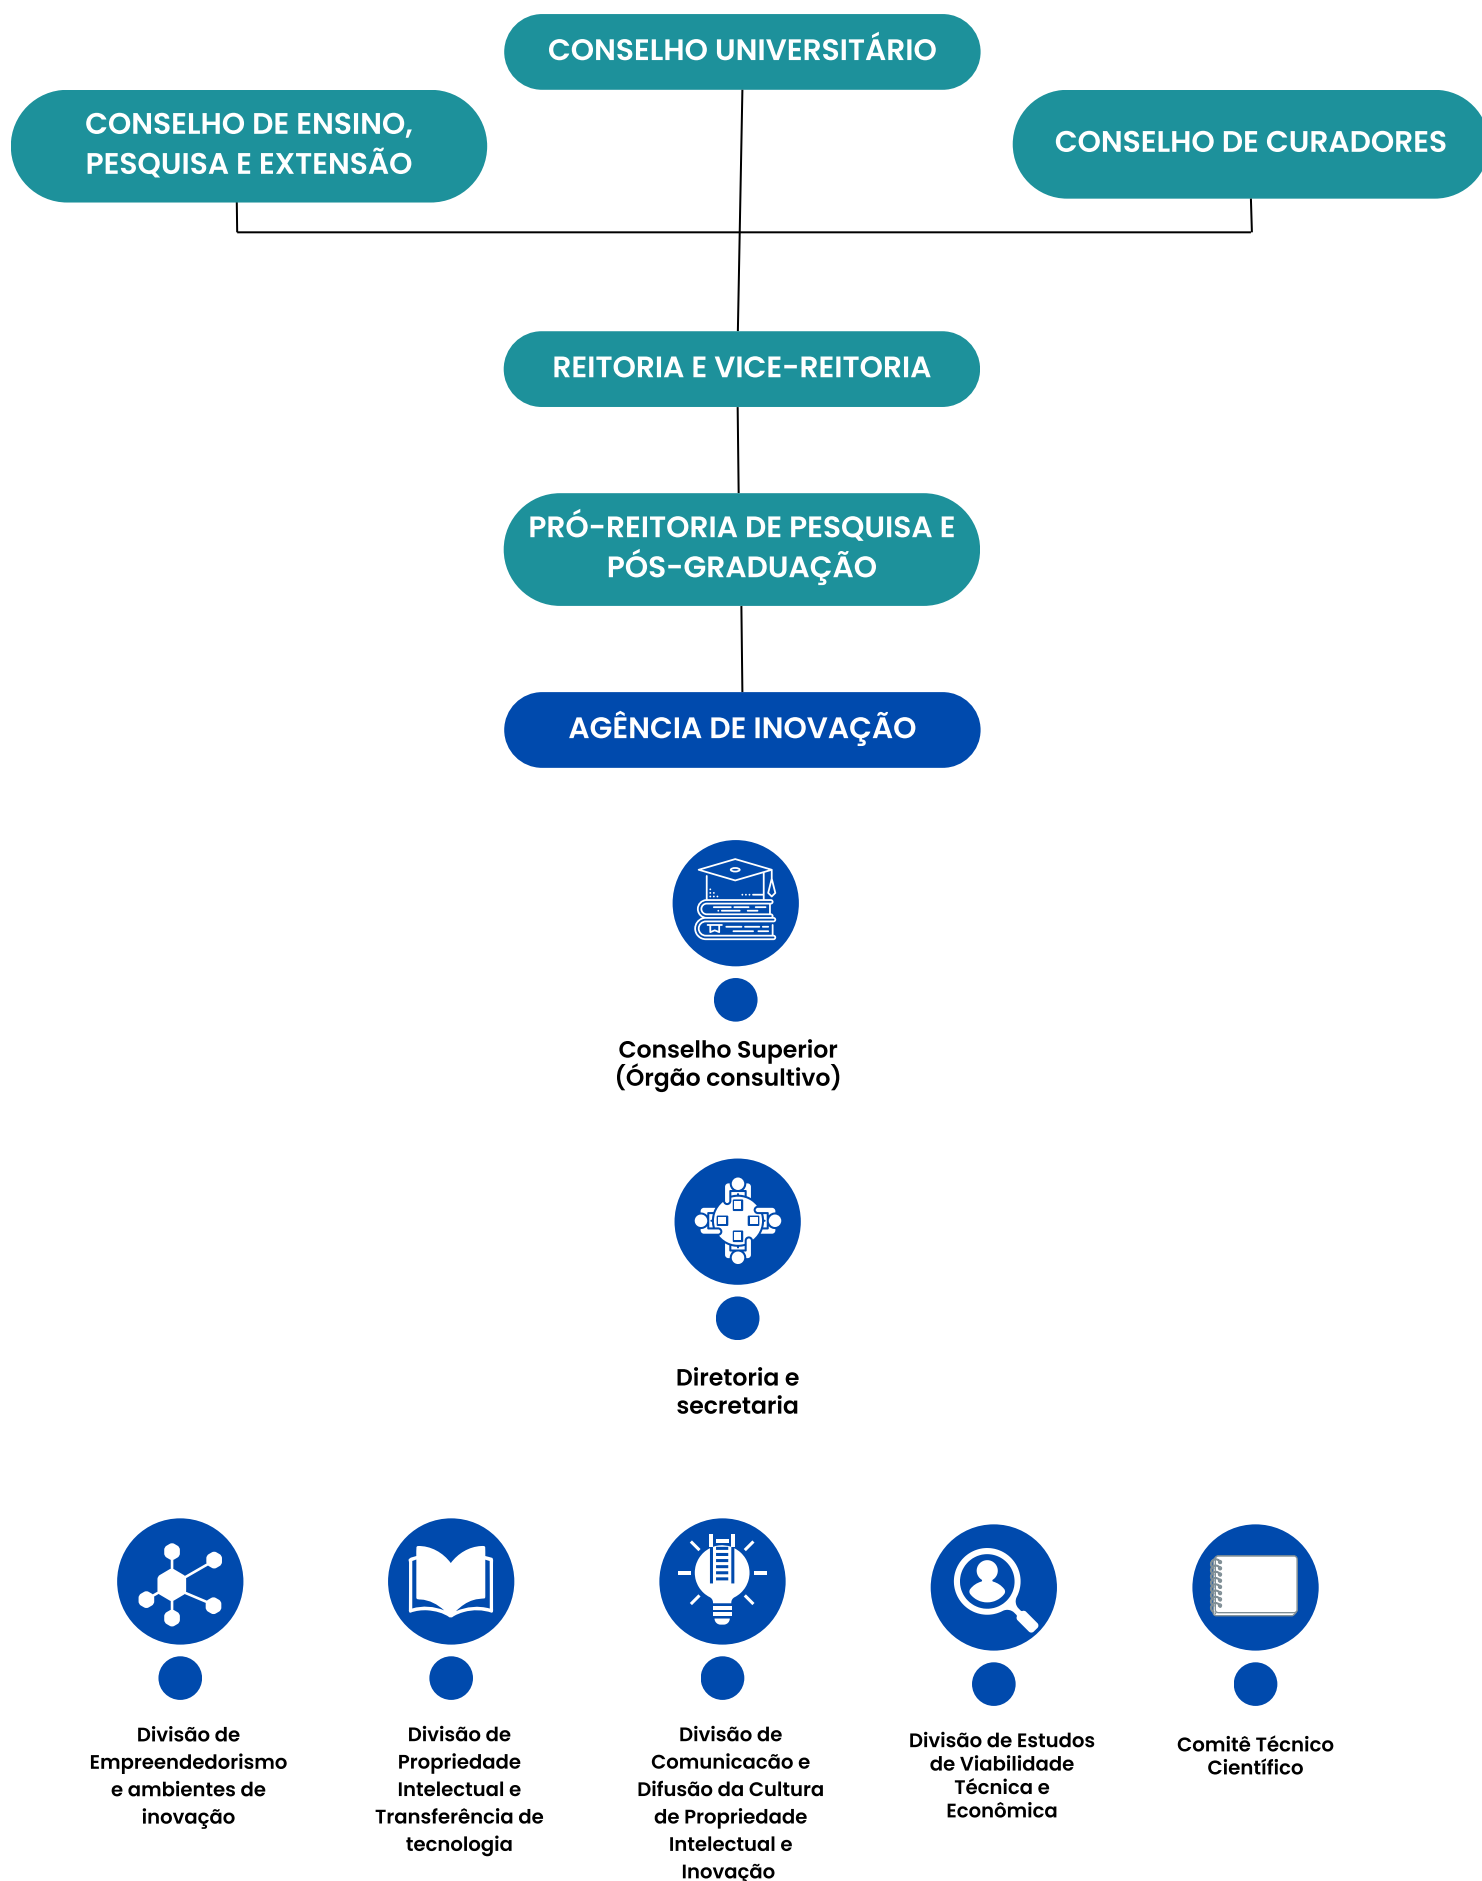 CONSELHO UNIVERSITÁRIO
CONSELHO DE ENSINO,
PESQUISA E EXTENSÃO
CONSELHO DE CURADORES
REITORIA E VICE-REITORIA
PRÓ-REITORIA DE PESQUISA E
PÓS-GRADUAÇÃO
AGÊNCIA DE INOVAÇÃO
Conselho Superior
(Órgão consultivo)
Diretoria e
secretaria
Divisão de
Empreendedorismo
e ambientes de
inovação
Divisão de
Propriedade
Intelectual e
Transferência de
tecnologia
Divisão de
Comunicacão e
Difusão da Cultura
de Propriedade
Intelectual e
Inovação
Divisão de Estudos
de Viabilidade
Técnica e
Econômica
Comitê Técnico
Científico